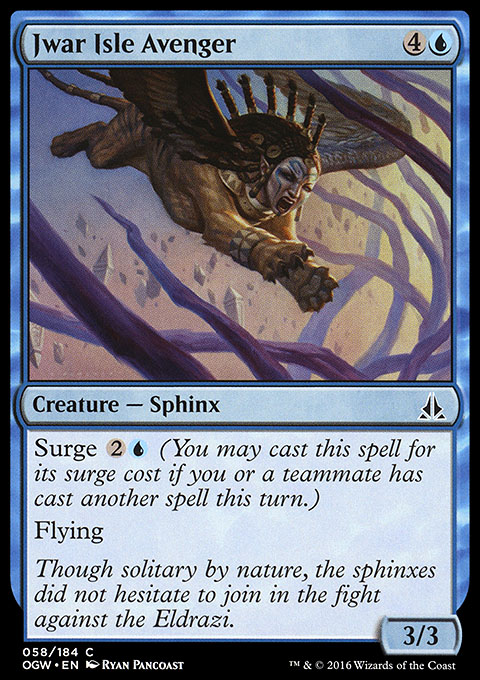 Jwar Isle Avenger 4
Creature — Sphinx
Surge 2 (You may cast this spell for
its surge cost if you or a teammate has
cast another spell this turn.)
Flying
Though solitary by nature, the sphinxes
did not hesitate to join in the fight
against the Eldrazi.
3/3
058/184 C
OGW • EN Ryan Pancoast
™ & © 2016 Wizards of the Coast